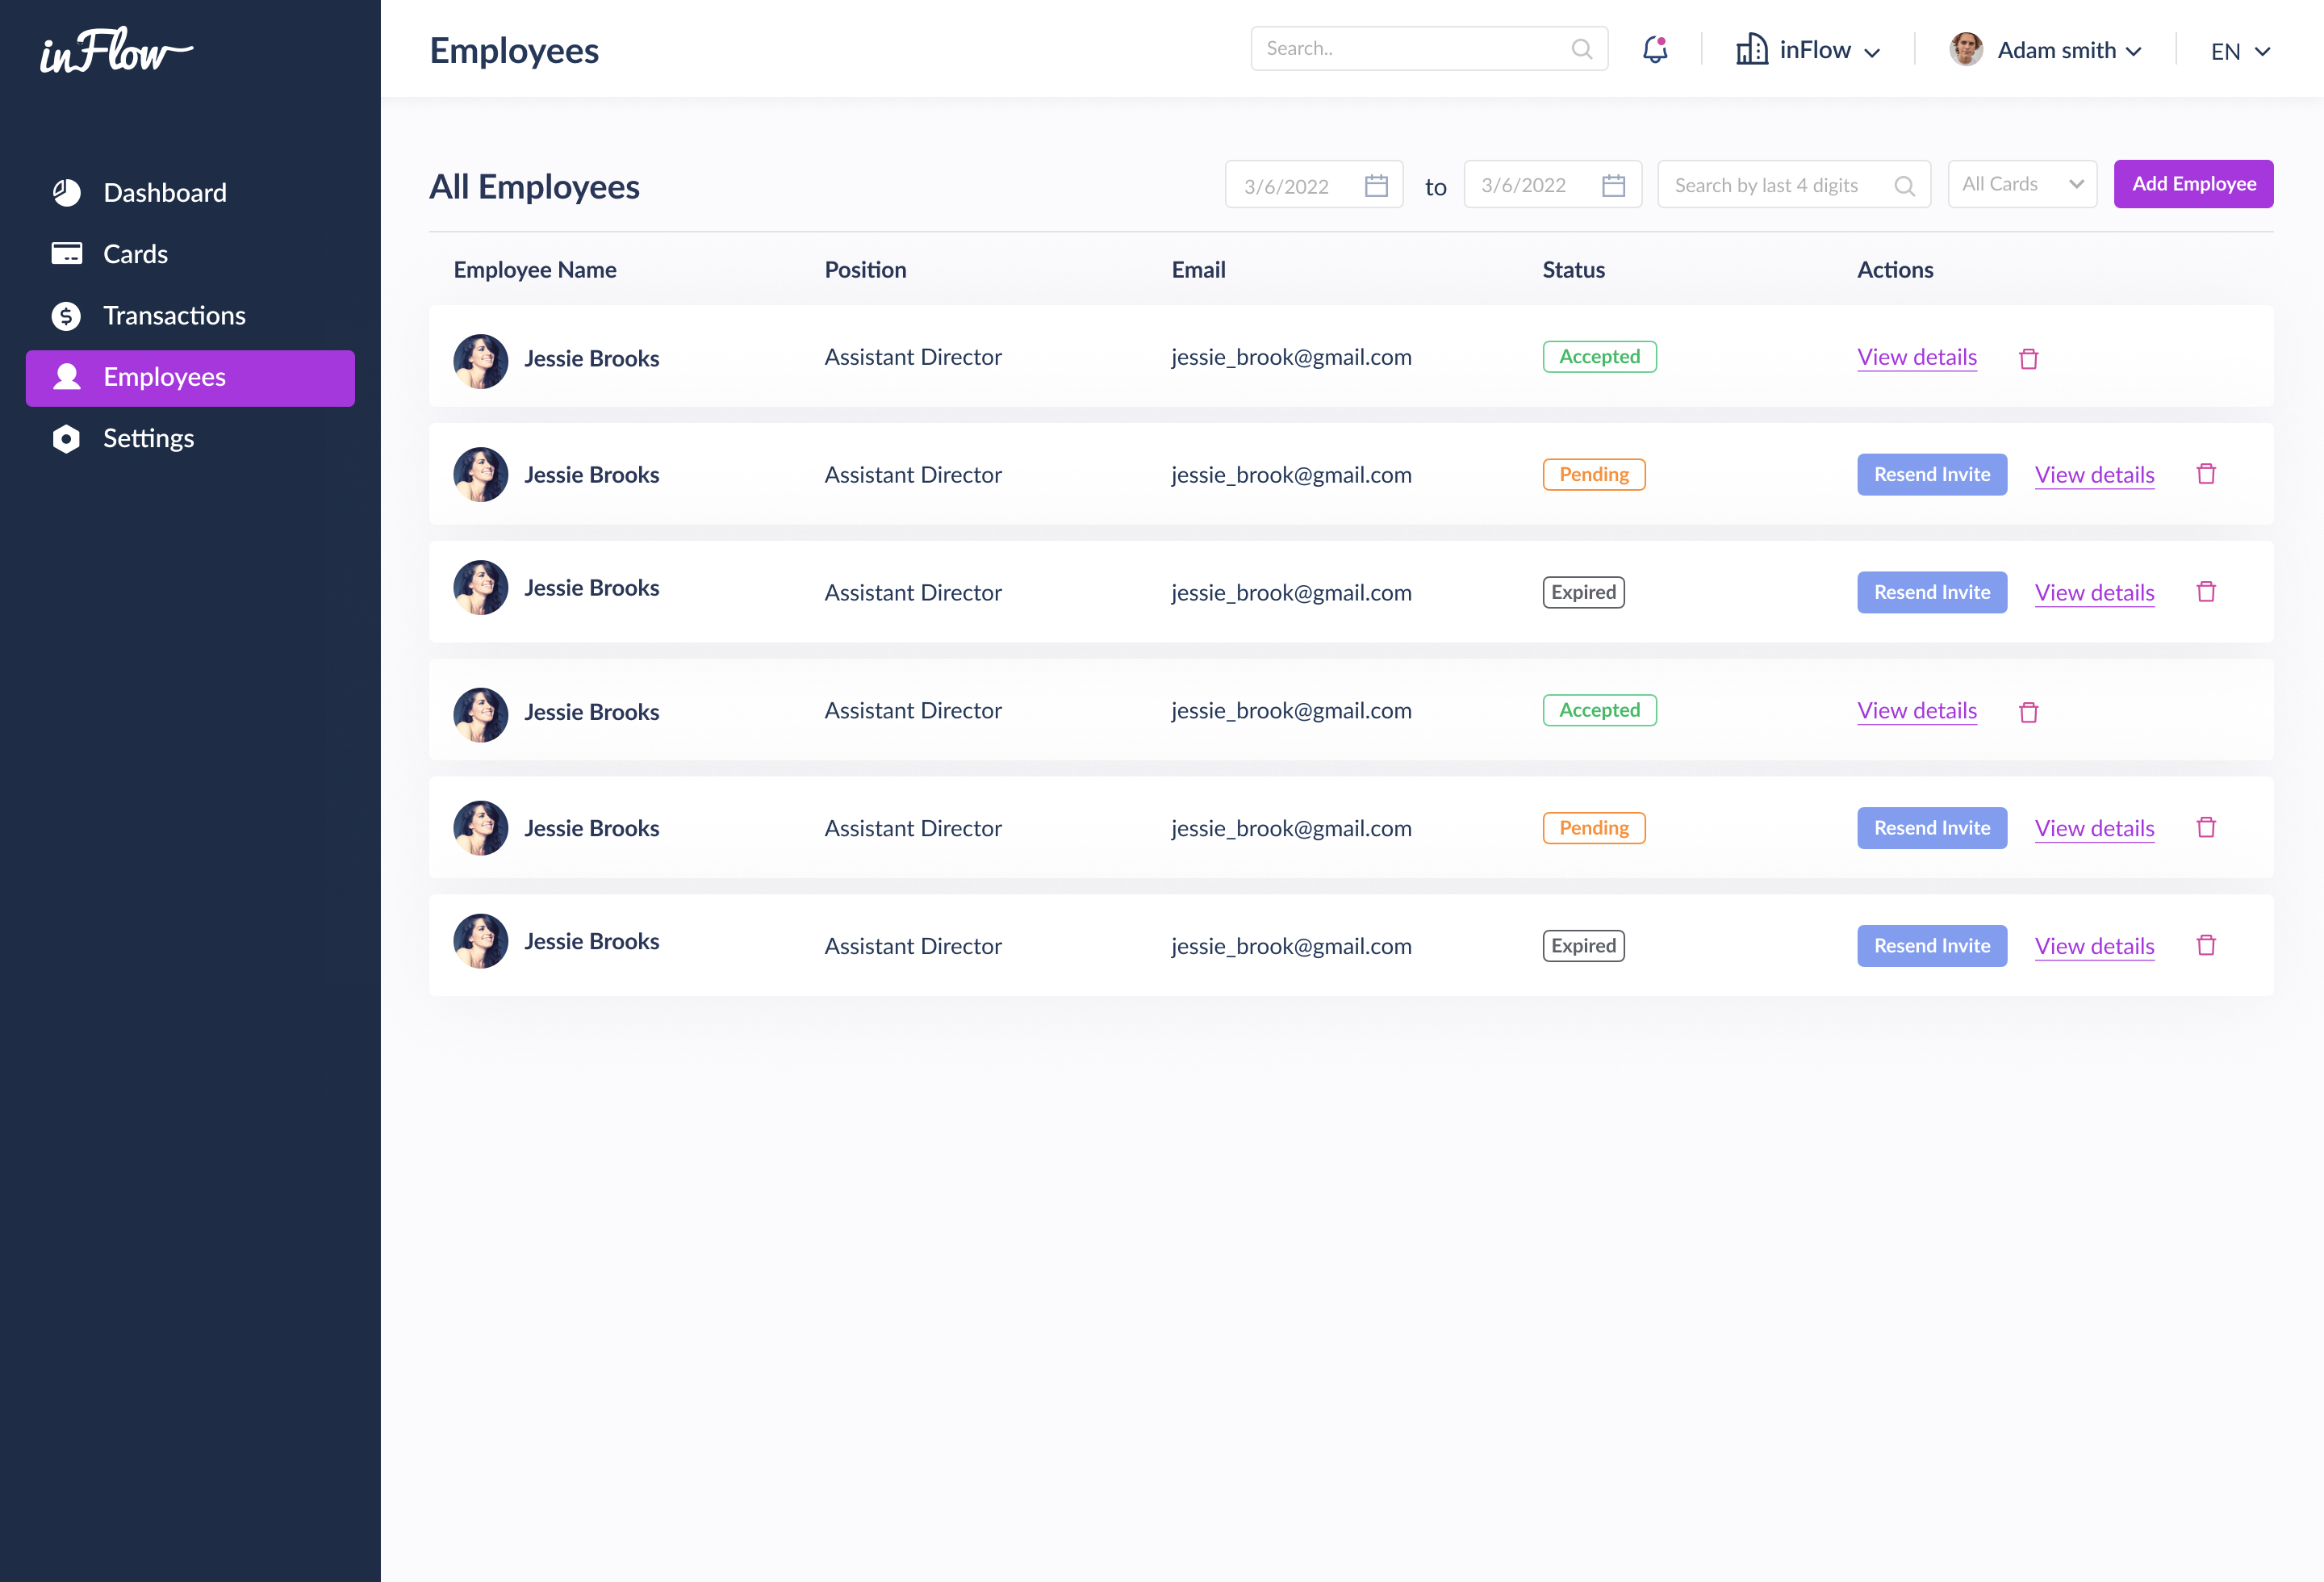 inFlow
Employees
Search..
inFlow
Adam smith
EN
Dashboard
Cards
Transactions
Employees
Settings
All Employees
3/6/2022
to
3/6/2022
Search by last 4 digits
All Cards
Add Employee
Employee Name Position Email Status Actions
Jessie Brooks Assistant Director jessie_brook@gmail.com Accepted View details
Jessie Brooks Assistant Director jessie_brook@gmail.com Pending Resend Invite View details
Jessie Brooks Assistant Director jessie_brook@gmail.com Expired Resend Invite View details
Jessie Brooks Assistant Director jessie_brook@gmail.com Accepted View details
Jessie Brooks Assistant Director jessie_brook@gmail.com Pending Resend Invite View details
Jessie Brooks Assistant Director jessie_brook@gmail.com Expired Resend Invite View details